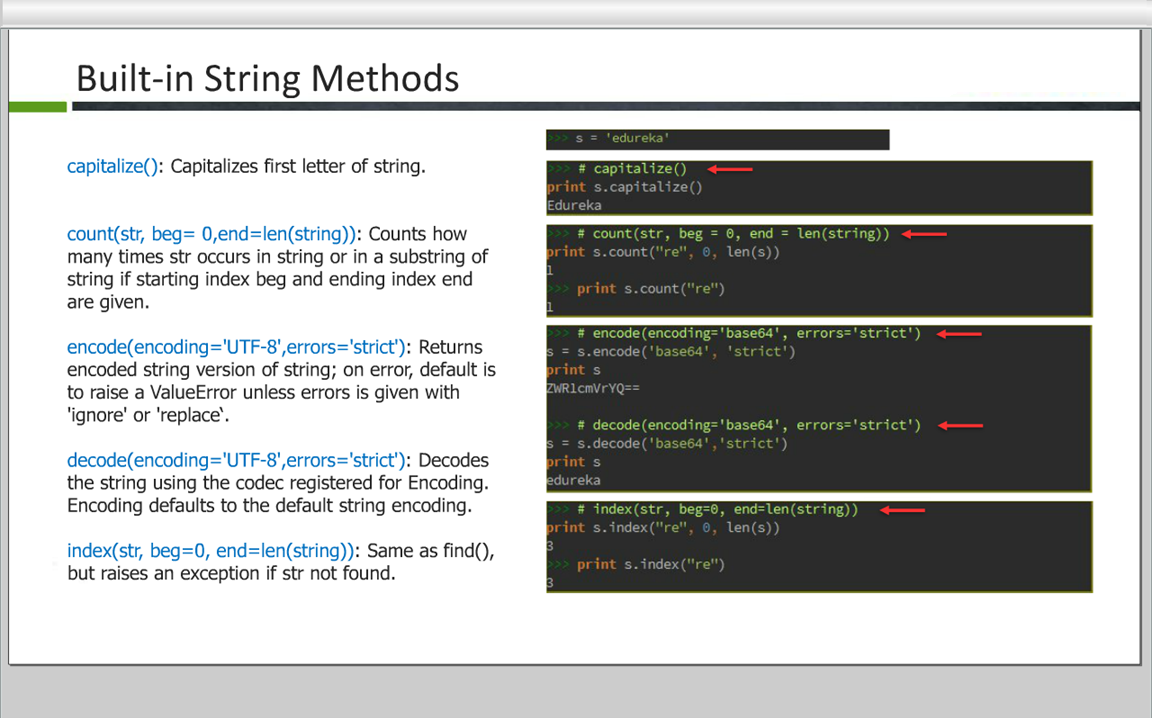 Built-in String Methods
capitalize(): Capitalizes first letter of string.
count(str, beg= 0,end=len(string)): Counts how
many times str occurs in string or in a substring of
string if starting index beg and ending index end
are given.
encode(encoding='UTF-8',errors='strict'): Returns
encoded string version of string; on error, default is
to raise a ValueError unless errors is given with
'ignore' or 'replace‘.
decode(encoding='UTF-8',errors='strict'): Decodes
the string using the codec registered for Encoding.
Encoding defaults to the default string encoding.
index(str, beg=0, end=len(string)): Same as find(),
but raises an exception if str not found.
>>> s = 'edureka'
>>> # capitalize()
print s.capitalize()
Edureka
>>> # count(str, beg = 0, end = len(string))
print s.count("re", 0, len(s))
1
>>> print s.count("re")
1
>>> # encode(encoding='base64', errors='strict')
s = s.encode('base64', 'strict')
print s
ZWR1cmVrYQ==
>>> # decode(encoding='base64', errors='strict')
s = s.decode('base64','strict')
print s
edureka
>>> # index(str, beg=0, end=len(string))
print s.index("re", 0, len(s))
3
>>> print s.index("re")
3